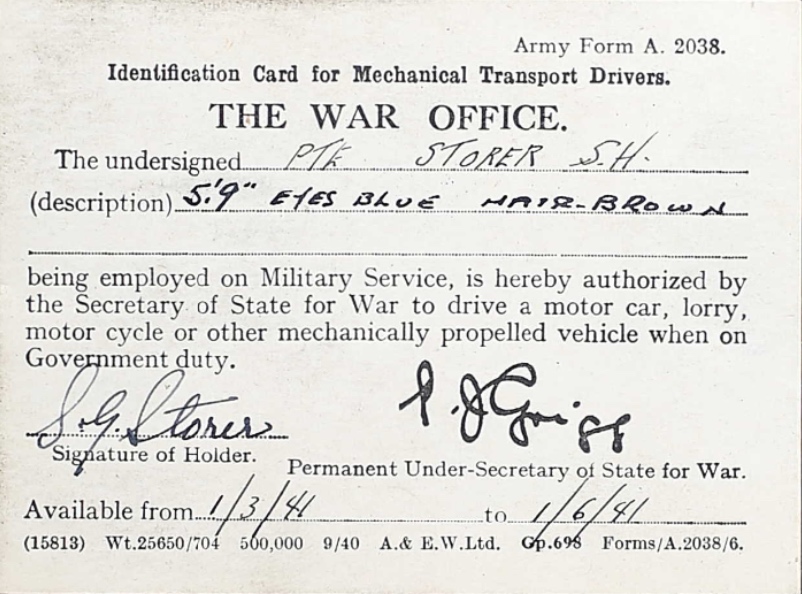 Army Form A. 2038.
Identification Card for Mechanical Transport Drivers.
THE WAR OFFICE.
The undersigned PTE STORER S.H.
(description) 5'.9" EYES BLUE HAIR-BROWN
being employed on Military Service, is hereby authorized by
the Secretary of State for War to drive a motor car, lorry,
motor cycle or other mechanically propelled vehicle when on
Government duty.
S.G. Storer P.J Grigg
Signature of Holder. Permanent Under-Secretary of State for War.
Available from 1/3/41 to 1/6/41
(15813) Wt.25650/704 500,000 9/40 A.& E.W.Ltd. Gp.698 Forms/A.2038/6.